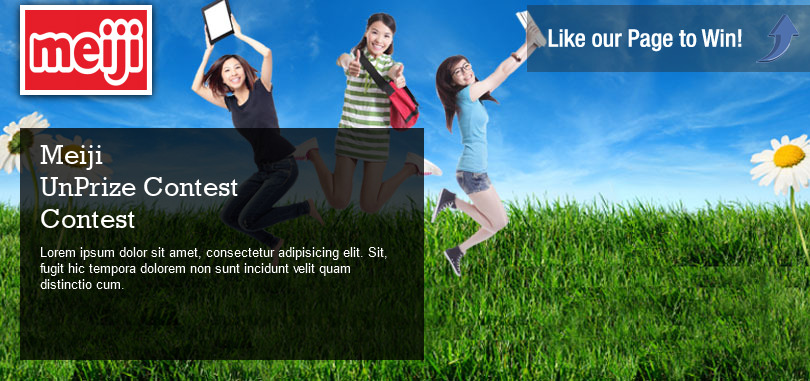 meiji
Like our Page to Win!
Meiji
UnPrize Contest
Contest
Lorem ipsum dolor sit amet, consectetur adipisicing elit. Sit,
fugit hic tempora dolorem non sunt incidunt velit quam
distinctio cum.